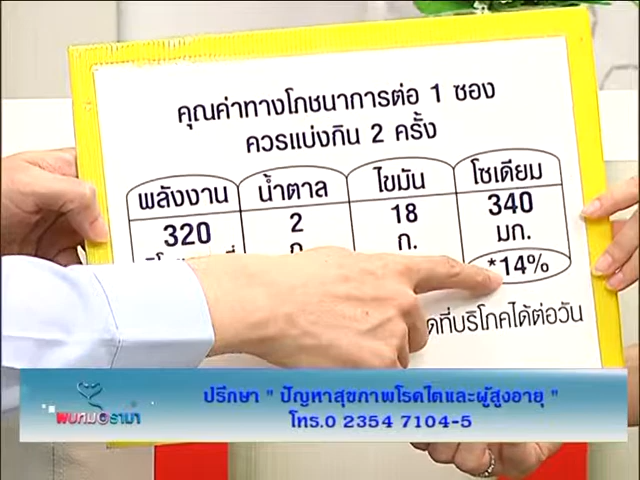 คุณค่าทางโภชนาการต่อ 1 ซอง
ควรแบ่งกิน 2 ครั้ง
พลังงาน น้ำตาล ไขมัน โซเดียม
320 2 18 340
ก. มก.
*14%
ที่บริโภคได้ต่อวัน
พบหมอรามา
ปรึกษา " ปัญหาสุขภาพโรคไตและผู้สูงอายุ "
โทร.0 2354 7104-5